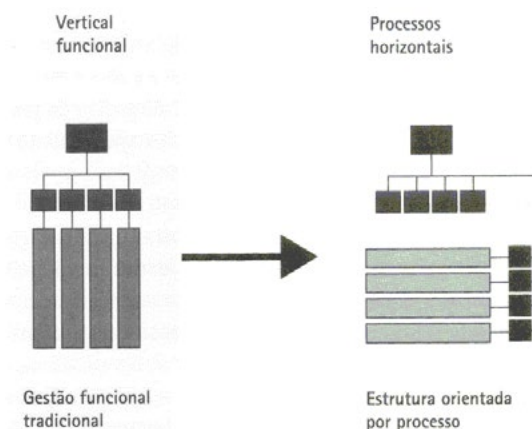 Vertical
funcional
Processos
horizontais
Gestão funcional
tradicional
Estrutura orientada
por processo